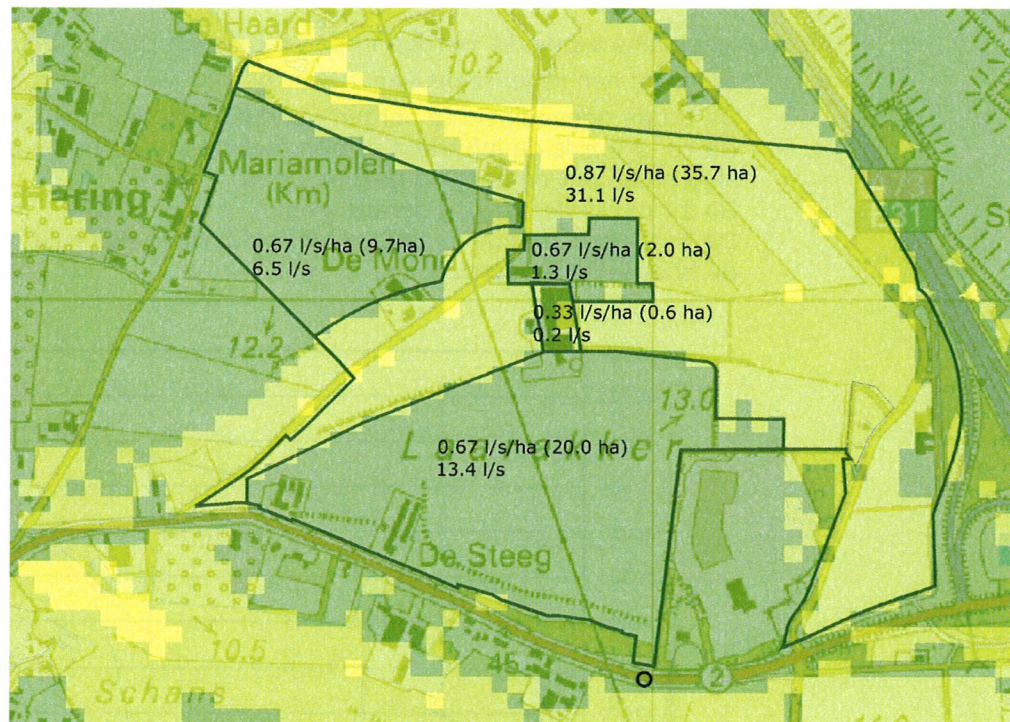 De Haard
10.2
Mariamolen
(Km)
0.87 l/s/ha (35.7 ha)
31.1 l/s
Haring
0.67 l/s/ha (9.7ha)
6.5 l/s
De Mond
0.67 l/s/ha (2.0 ha)
1.3 l/s
0.33 l/s/ha (0.6 ha)
0.2 l/s
12.2
13.0
0.67 l/s/ha (20.0 ha)
13.4 l/s
De Steeg
10.5
46
2
Schans